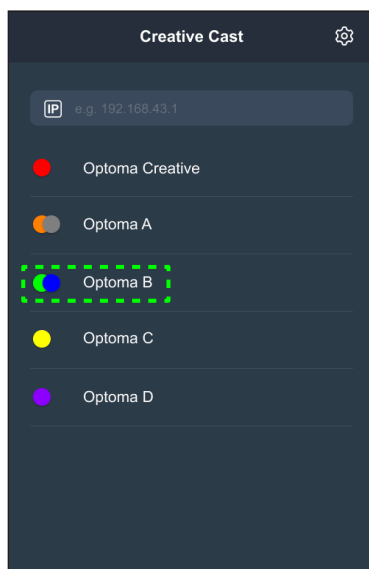 Creative Cast
IP e.g. 192.168.43.1
Optoma Creative
Optoma A
Optoma B
Optoma C
Optoma D